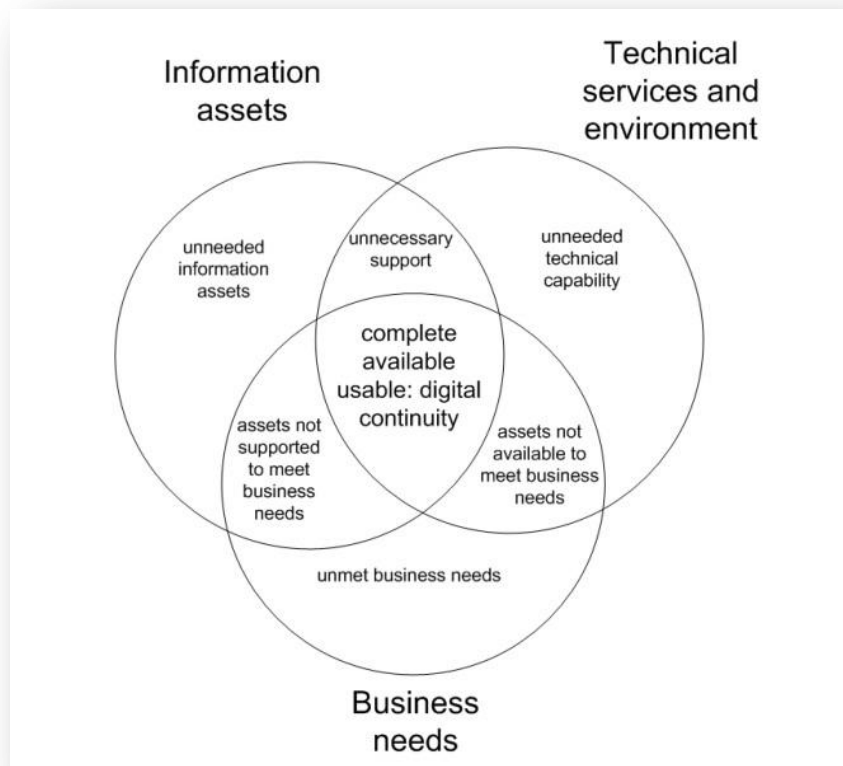 Information
assets
Technical
services and
environment
unneeded
information
assets
unnecessary
support
unneeded
technical
capability
complete
available
usable: digital
continuity
assets not
supported
to meet
business
needs
assets not
available to
meet business
needs
unmet business needs
Business
needs